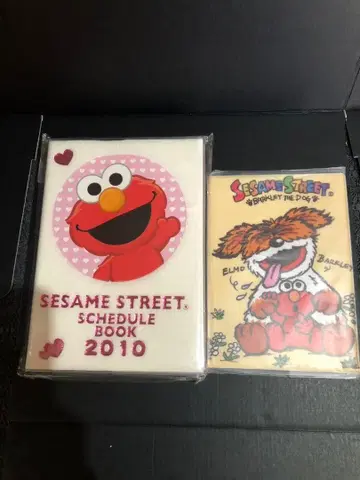 SESAME STREET®
SCHEDULE
BOOK
2010
SESAME STREET®
BARKLEY THE DOG
ELMO
BARKLEY